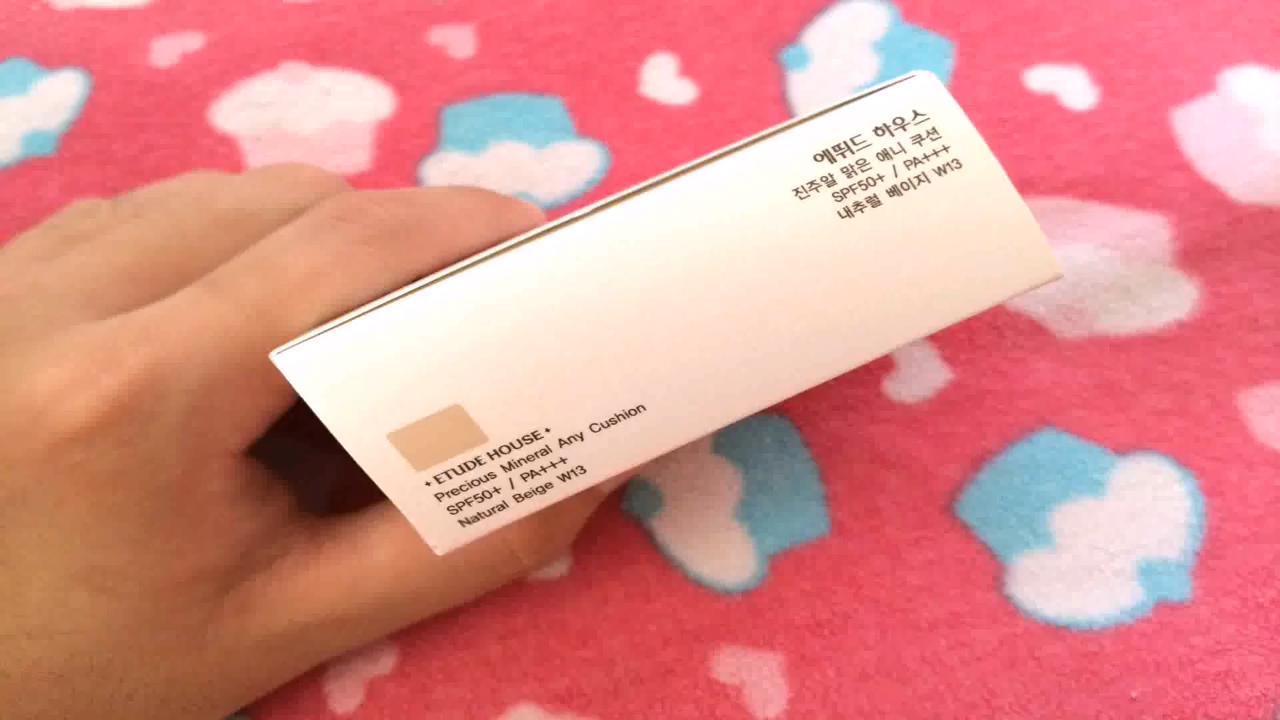 에뛰드 하우스
진주알 맑은 애니 쿠션
SPF50+ / PA+++
내추럴 베이지 W13
ETUDE HOUSE
Precious Mineral Any Cushion
SPF50+ / PA+++
Natural Beige W13